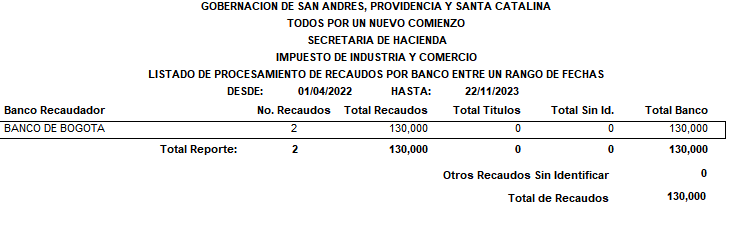 GOBERNACION DE SAN ANDRES, PROVIDENCIA Y SANTA CATALINA
TODOS POR UN NUEVO COMIENZO
SECRETARIA DE HACIENDA
IMPUESTO DE INDUSTRIA Y COMERCIO
LISTADO DE PROCESAMIENTO DE RECAUDOS POR BANCO ENTRE UN RANGO DE FECHAS
DESDE: 01/04/2022 HASTA: 22/11/2023
Banco Recaudador No. Recaudos Total Recaudos Total Titulos Total Sin Id. Total Banco
BANCO DE BOGOTA 2 130,000 0 0 130,000
Total Reporte: 2 130,000 0 0 130,000
Otros Recaudos Sin Identificar 0
Total de Recaudos 130,000